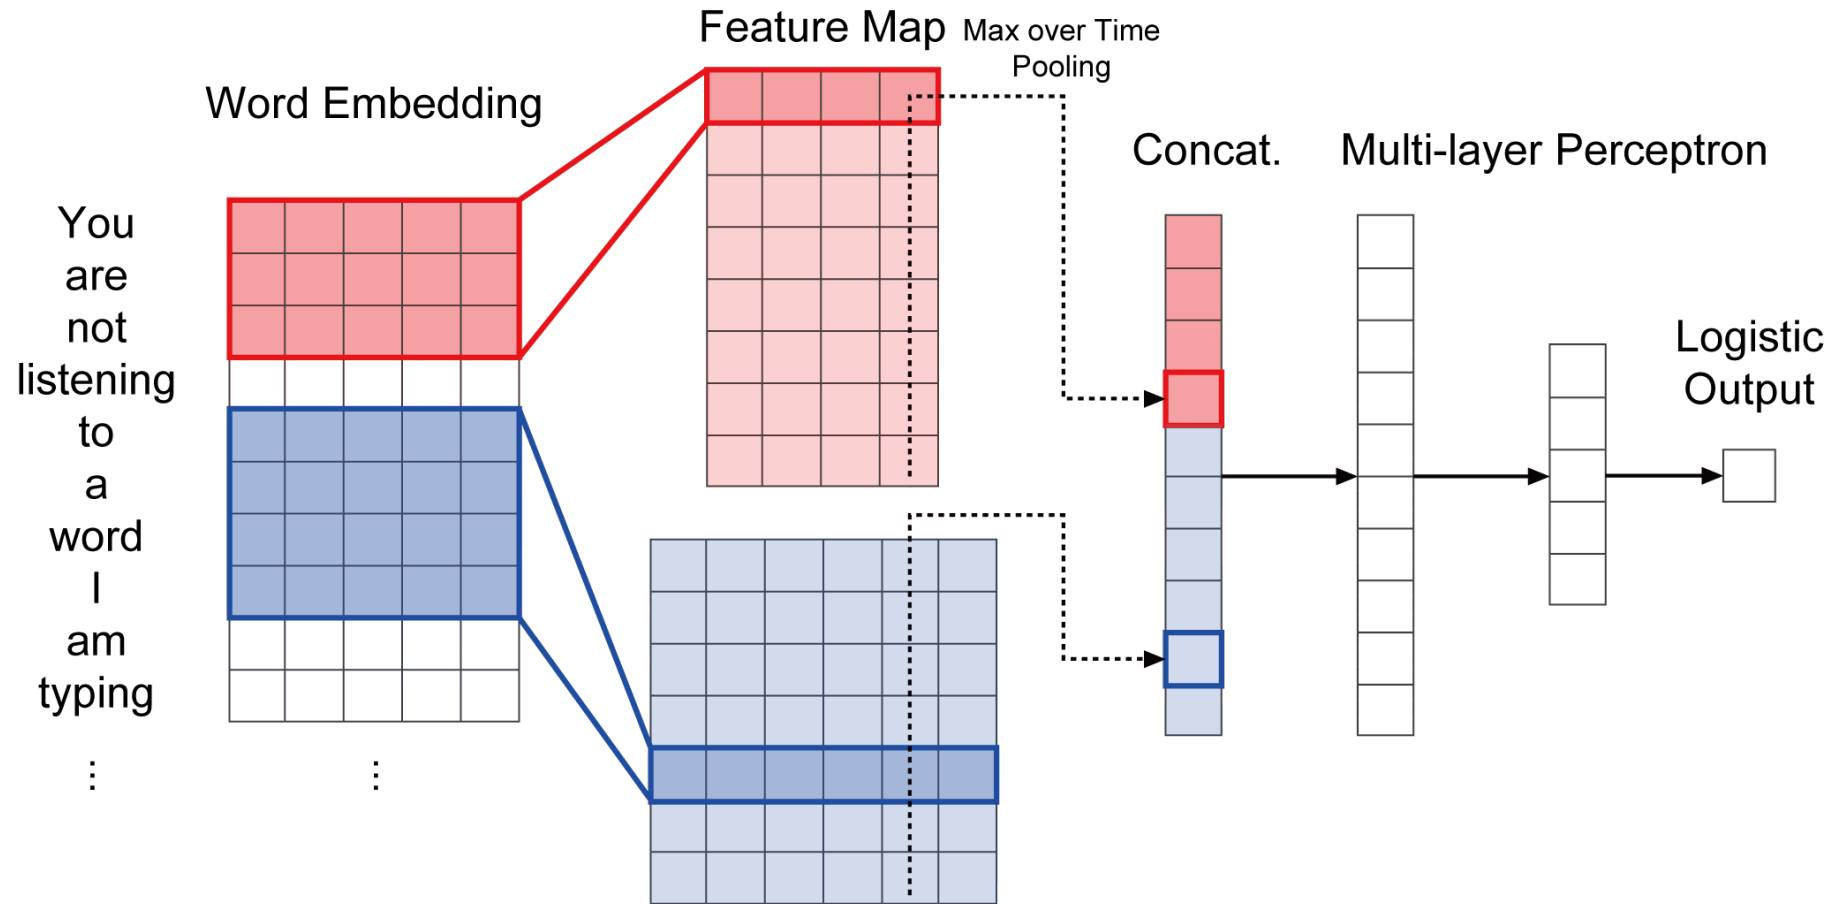 Feature Map
Max over Time
Pooling
Word Embedding
Concat.
Multi-layer Perceptron
You
are
not
listening
to
a
word
I
am
typing
⋮
⋮
Logistic
Output